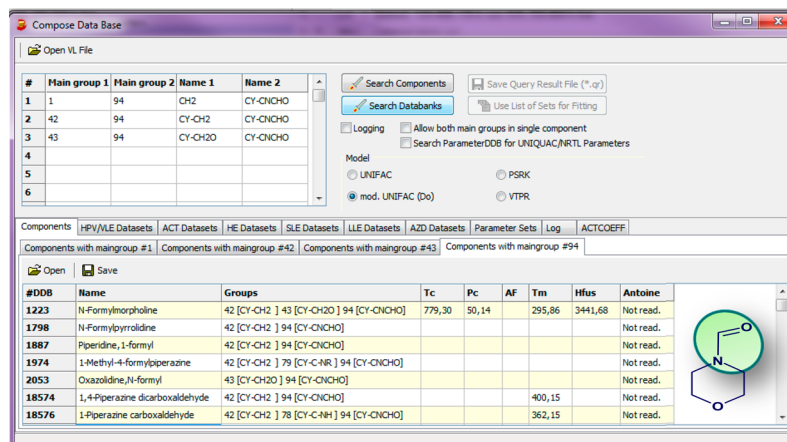 Compose Data Base
Open VL File
# Main group 1 Main group 2 Name 1 Name 2
1 1 94 CH2 CY-CNCHO
2 42 94 CY-CH2 CY-CNCHO
3 43 94 CY-CH2O CY-CNCHO
4
5
6
Search Components Save Query Result File (*.qr)
Search Databanks Use List of Sets for Fitting
Logging Allow both main groups in single component
Search ParameterDDB for UNIQUAC/NRTL Parameters
Model
UNIFAC PSRK
mod. UNIFAC (Do) VTPR
Components HPV/VLE Datasets ACT Datasets HE Datasets SLE Datasets LLE Datasets AZD Datasets Parameter Sets Log ACTCOEFF
Components with maingroup #1 Components with maingroup #42 Components with maingroup #43 Components with maingroup #94
Open Save
#DDB Name Groups Tc Pc AF Tm Hfus Antoine
1223 N-Formylmorpholine 42 [CY-CH2 ] 43 [CY-CH2O ] 94 [CY-CNCHO] 779,30 50,14 295,86 3441,68 Not read.
1798 N-Formylpyrrolidine 42 [CY-CH2 ] 94 [CY-CNCHO] Not read.
1887 Piperidine,1-formyl 42 [CY-CH2 ] 94 [CY-CNCHO] Not read.
1974 1-Methyl-4-formylpiperazine 42 [CY-CH2 ] 79 [CY-C-NR ] 94 [CY-CNCHO] Not read.
2053 Oxazolidine,N-formyl 43 [CY-CH2O ] 94 [CY-CNCHO] Not read.
18574 1,4-Piperazine dicarboxaldehyde 42 [CY-CH2 ] 94 [CY-CNCHO] 400,15 Not read.
18576 1-Piperazine carboxaldehyde 42 [CY-CH2 ] 78 [CY-C-NH ] 94 [CY-CNCHO] 362,15 Not read.
O
N
O